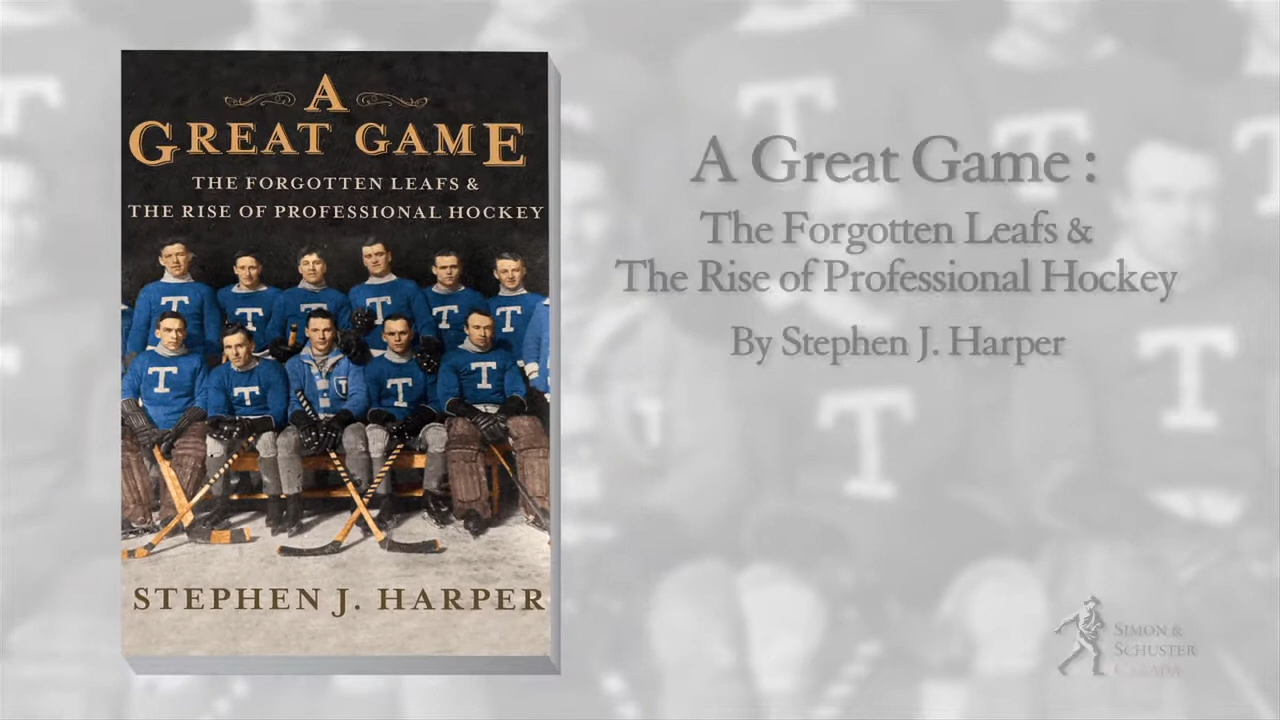 A
GREAT GAME
THE FORGOTTEN LEAFS &
THE RISE OF PROFESSIONAL HOCKEY
T T T T T T
T T T T T
STEPHEN J. HARPER
A Great Game :
The Forgotten Leafs &
The Rise of Professional Hockey
By Stephen J. Harper
SIMON &
SCHUSTER
CANADA